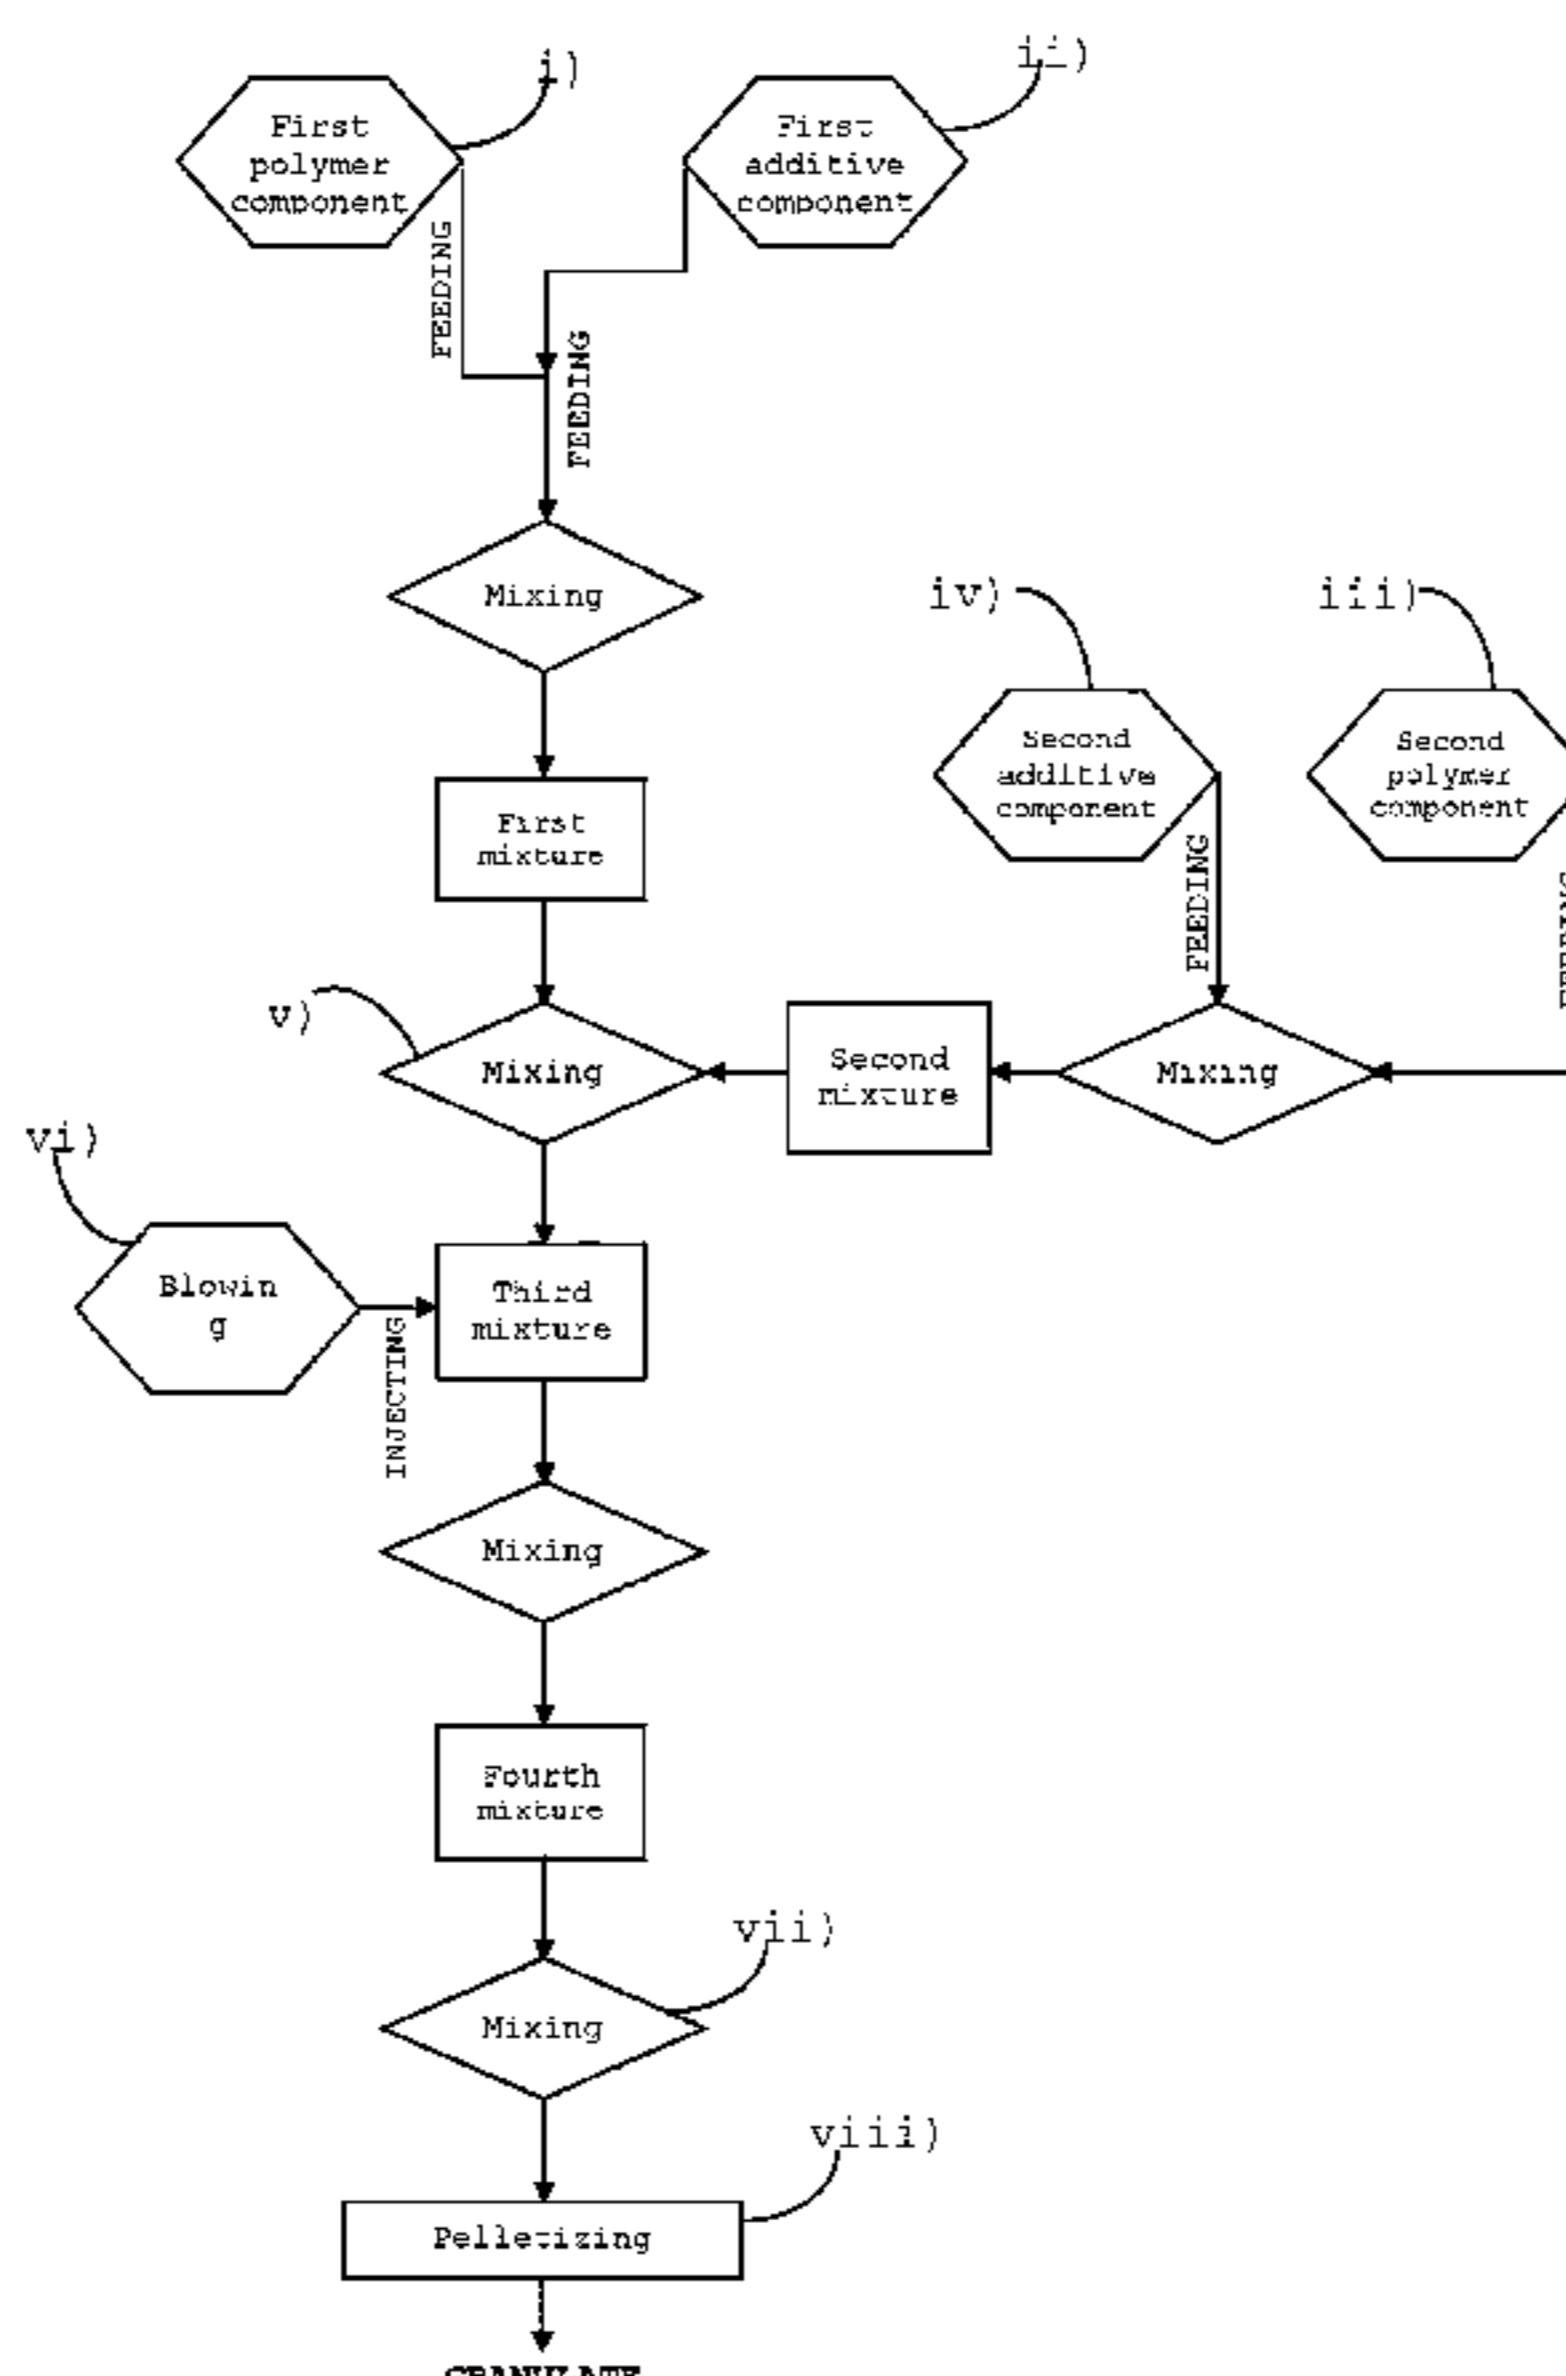 i)
ii)
First
polymer
component
First
additive
component
FEEDING
FEEDING
Mixing
iv)
iii)
Second
additive
component
Second
polymer
component
First
mixture
FEEDING
v)
Mixing
Second
mixture
Mixing
vi)
Blowin
g
Third
mixture
INJECTING
Mixing
Fourth
mixture
vii)
Mixing
viii)
Pelletizing